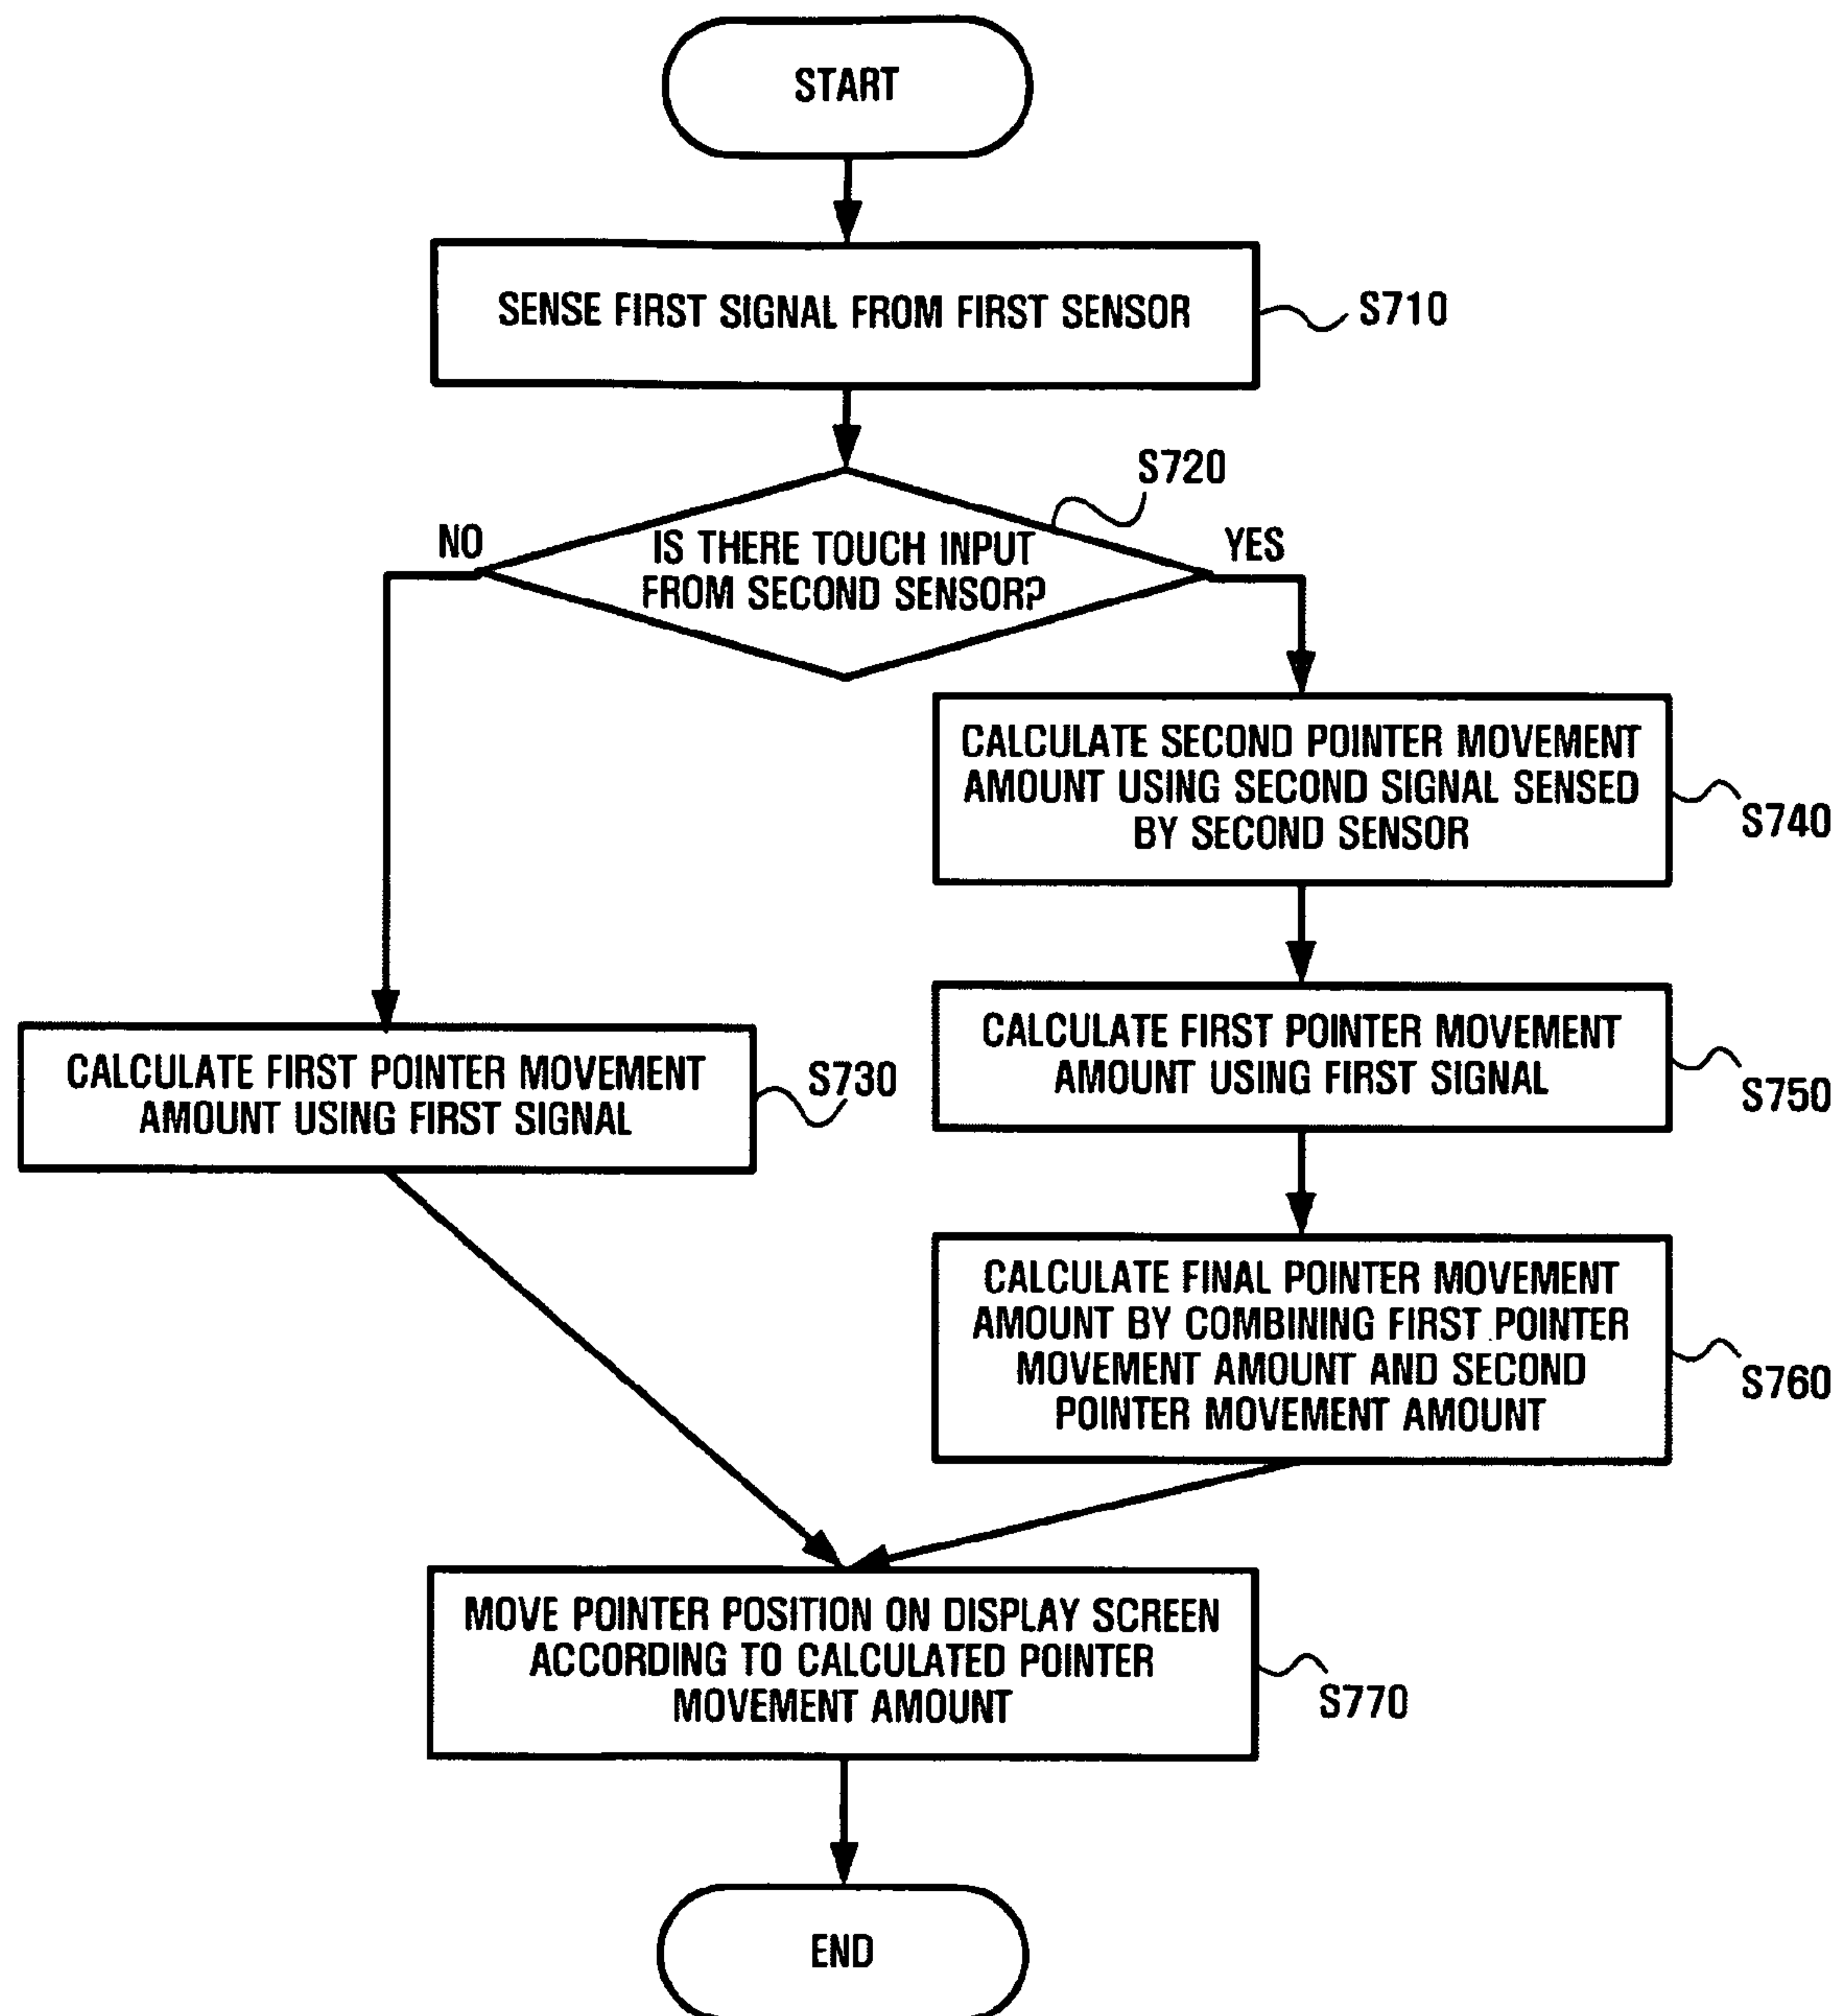 START
SENSE FIRST SIGNAL FROM FIRST SENSOR
S710
S720
NO
IS THERE TOUCH INPUT
FROM SECOND SENSOR?
YES
CALCULATE SECOND POINTER MOVEMENT
AMOUNT USING SECOND SIGNAL SENSED
BY SECOND SENSOR
S740
CALCULATE FIRST POINTER MOVEMENT
AMOUNT USING FIRST SIGNAL
S730
CALCULATE FIRST POINTER MOVEMENT
AMOUNT USING FIRST SIGNAL
S750
CALCULATE FINAL POINTER MOVEMENT
AMOUNT BY COMBINING FIRST POINTER
MOVEMENT AMOUNT AND SECOND
POINTER MOVEMENT AMOUNT
S760
MOVE POINTER POSITION ON DISPLAY SCREEN
ACCORDING TO CALCULATED POINTER
MOVEMENT AMOUNT
S770
END